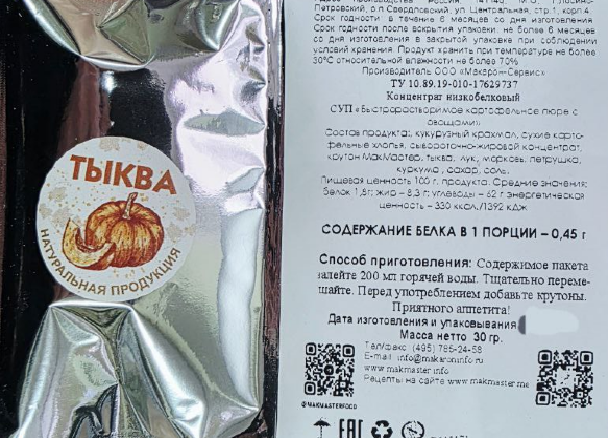 ТЫКВА
НАТУРАЛЬНАЯ ПРОДУКЦИЯ
Петровский, р.п Свердловский, ул Центральная, стр.1, корп.4
Срок годности: в течение 6 месяцев со дня изготовления
Срок годности после вскрытия упаковки: не более 6 месяцев
со дня изготовления в закрытой упаковке при соблюдении
условий хранения. Продукт хранить при температуре не более
30°C относительной влажности не более 70%
Производитель ООО «Макарон-Сервис»
ТУ 10.89.19-010-17629737
Концентрат низкобелковый
СУП «Быстрорастворимое картофельное пюре с
овощами»
Состав продукта: кукурузный крахмал, сухие карто-
фельные хлопья, сывороточно-жировой концентрат,
крутон МакМастер, тыква, лук, морковь, петрушка,
куркума, сахар, соль.
Пищевая ценность 100 г. продукта. Средние значения:
белок 1,5г; жир – 8,3 г; углеводы – 62 г энергетическая
ценность – 330 ккал/1392 кДж
СОДЕРЖАНИЕ БЕЛКА В 1 ПОРЦИИ – 0,45 г
Способ приготовления: Содержимое пакета
залейте 200 мл горячей воды. Тщательно переме-
шайте. Перед употреблением добавьте крутоны.
Приятного аппетита!
Дата изготовления и упаковывания:
Масса нетто 30 гр.
Тел/факс (495) 785-24-58
E-mail: info@makaron.info.ru
www.makmaster.info
Рецепты на сайте www.makmaster.me
@MAKMASTERFOOD
EAC